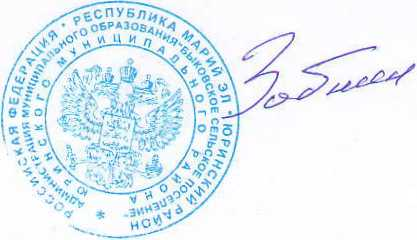 РОССИЙСКАЯ ФЕДЕРАЦИЯ • РЕСПУБЛИКА МАРИЙ ЭЛ • ЮРИНСКИЙ РАЙОН
АДМИНИСТРАЦИЯ МУНИЦИПАЛЬНОГО ОБРАЗОВАНИЯ "БЫКОВСКОЕ СЕЛЬСКОЕ ПОСЕЛЕНИЕ"
ЮРИНСКОГО МУНИЦИПАЛЬНОГО РАЙОНА